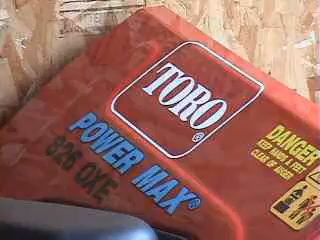 TORO®
POWER MAX®
826 OXE
DANGER
KEEP HANDS & FEET
CLEAR OF AUGER